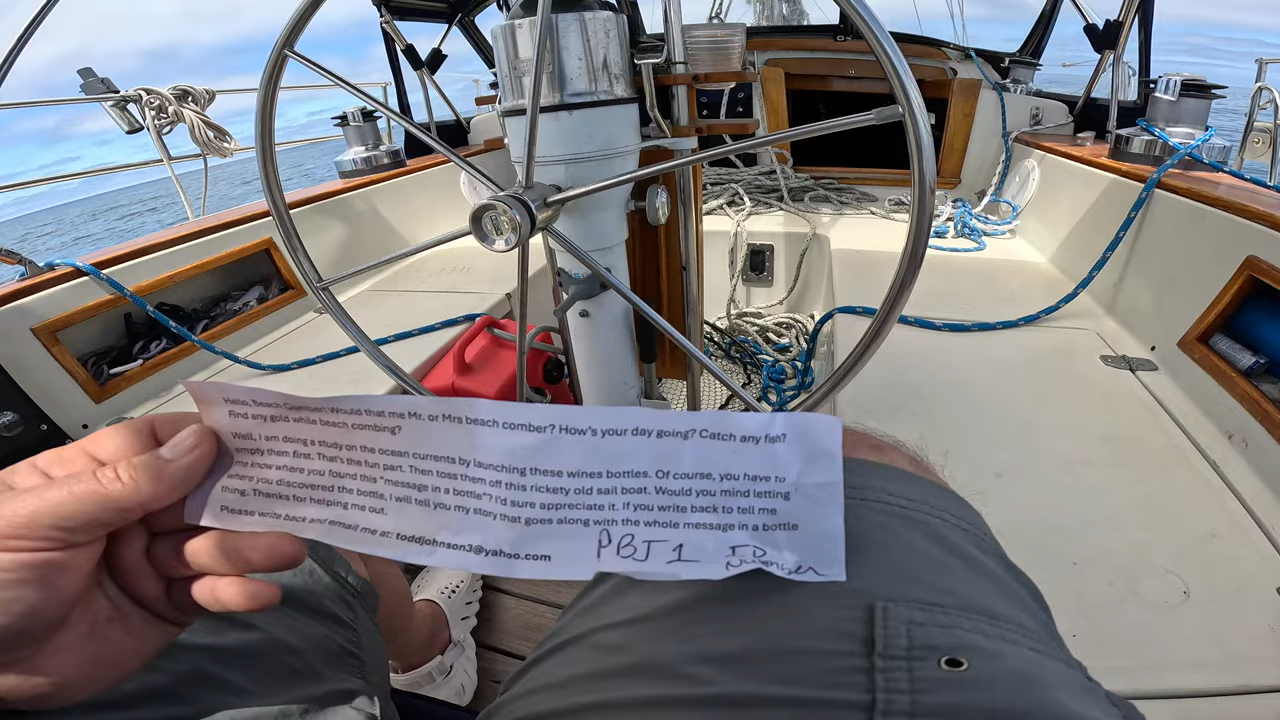 Hello, Beach Comber! Would that me Mr. or Mrs beach comber? How's your day going? Catch any fish?
Find any gold while beach combing?
Well, I am doing a study on the ocean currents by launching these wines bottles. Of course, you have to
empty them first. That's the fun part. Then toss them off this rickety old sail boat. Would you mind letting
me know where you found this "message in a bottle"? I'd sure appreciate it. If you write back to tell me
where you discovered the bottle, I will tell you my story that goes along with the whole message in a bottle
thing. Thanks for helping me out.
Please write back and email me at: toddjohnson3@yahoo.com
PBJ1 ID
Number